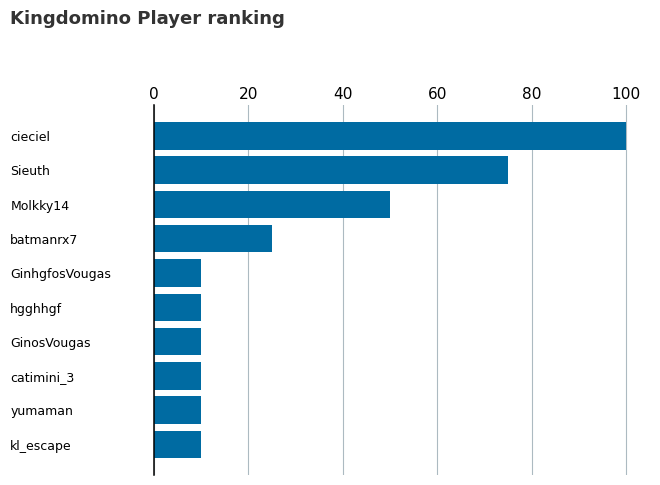 Kingdomino Player ranking
0 20 40 60 80 100
cieciel
Sieuth
Molkky14
batmanrx7
GinhgfosVougas
hgghhgf
GinosVougas
catimini_3
yumaman
kl_escape